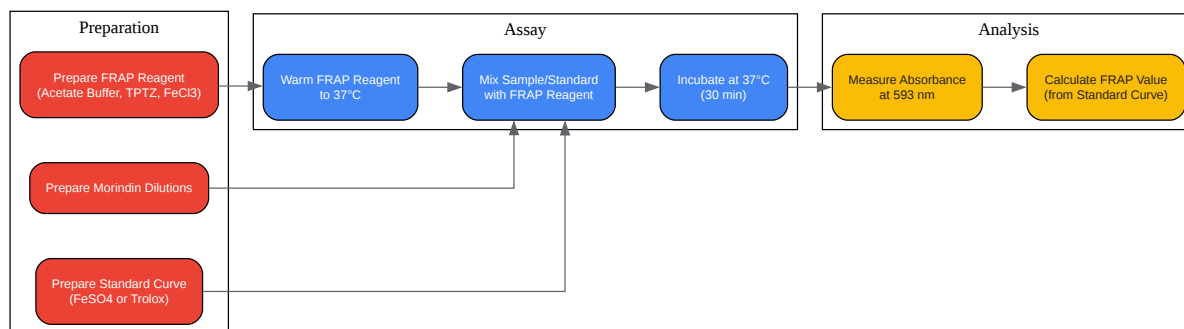 Preparation
Prepare FRAP Reagent
(Acetate Buffer, TPTZ, FeCl3)
Prepare Morindin Dilutions
Prepare Standard Curve
(FeSO4 or Trolox)
Assay
Warm FRAP Reagent
to 37°C
Mix Sample/Standard
with FRAP Reagent
Incubate at 37°C
(30 min)
Analysis
Measure Absorbance
at 593 nm
Calculate FRAP Value
(from Standard Curve)